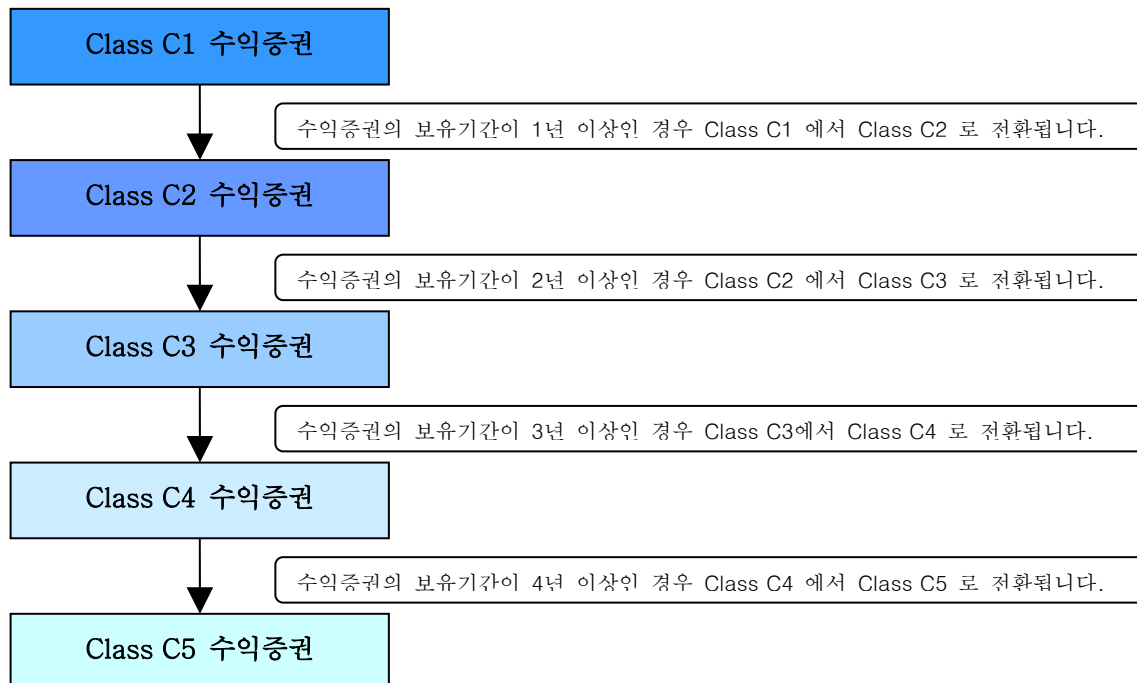 Class C1 수익증권
수익증권의 보유기간이 1년 이상인 경우 Class C1 에서 Class C2 로 전환됩니다.
Class C2 수익증권
수익증권의 보유기간이 2년 이상인 경우 Class C2 에서 Class C3 로 전환됩니다.
Class C3 수익증권
수익증권의 보유기간이 3년 이상인 경우 Class C3에서 Class C4 로 전환됩니다.
Class C4 수익증권
수익증권의 보유기간이 4년 이상인 경우 Class C4 에서 Class C5 로 전환됩니다.
Class C5 수익증권